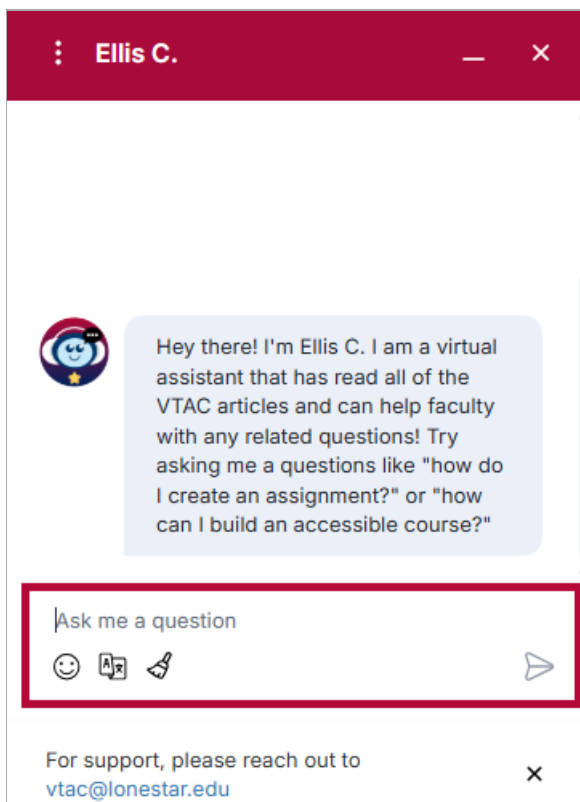 Ellis C.
Hey there! I'm Ellis C. I am a virtual
assistant that has read all of the
VTAC articles and can help faculty
with any related questions! Try
asking me a questions like "how do
I create an assignment?" or "how
can I build an accessible course?"
Ask me a question
For support, please reach out to
vtac@lonestar.edu